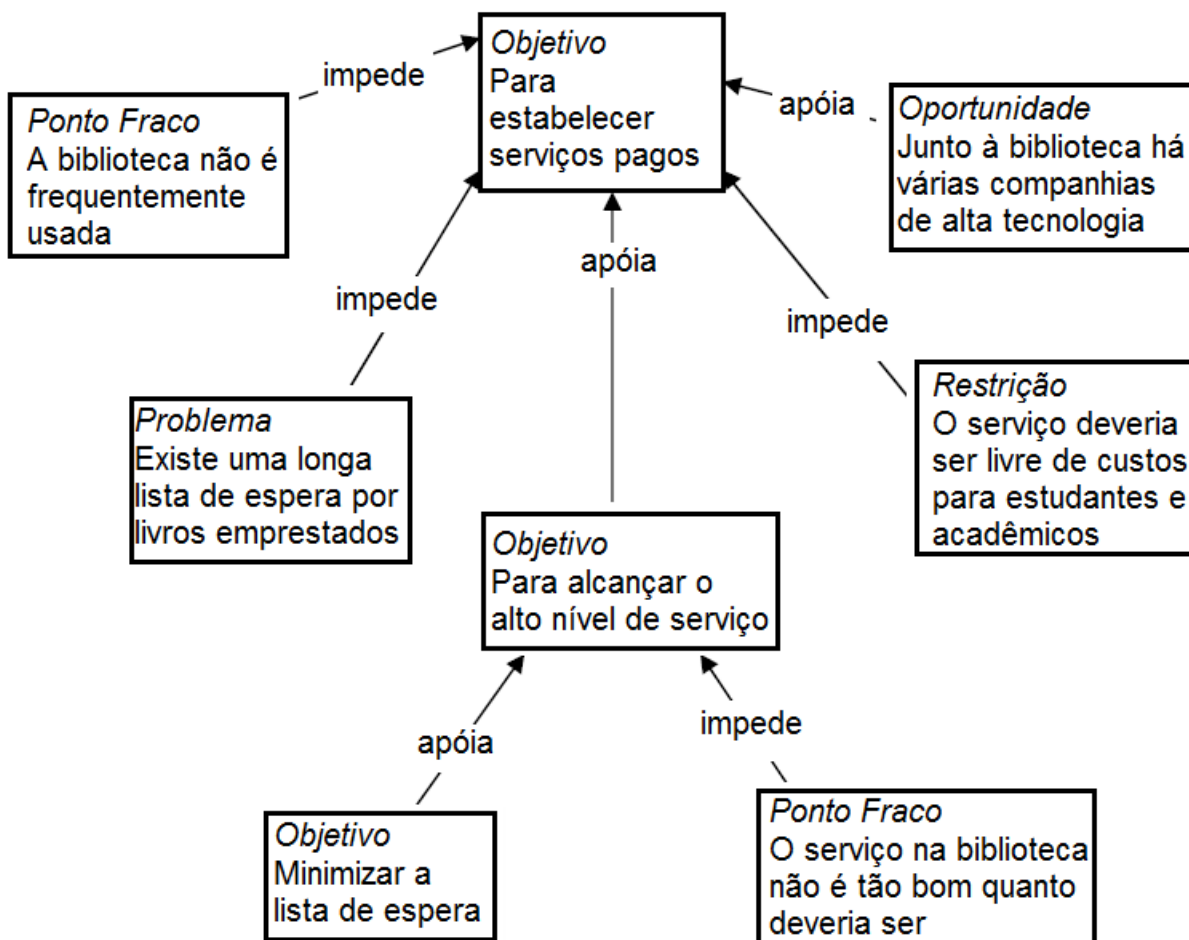 Objetivo
Para
estabelecer
serviços pagos
impede
Ponto Fraco
A biblioteca não é
frequentemente
usada
apóia
Oportunidade
Junto à biblioteca há
várias companhias
de alta tecnologia
impede
apóia
impede
Problema
Existe uma longa
lista de espera por
livros emprestados
Restrição
O serviço deveria
ser livre de custos
para estudantes e
acadêmicos
Objetivo
Para alcançar o
alto nível de serviço
apóia
impede
Objetivo
Minimizar a
lista de espera
Ponto Fraco
O serviço na biblioteca
não é tão bom quanto
deveria ser